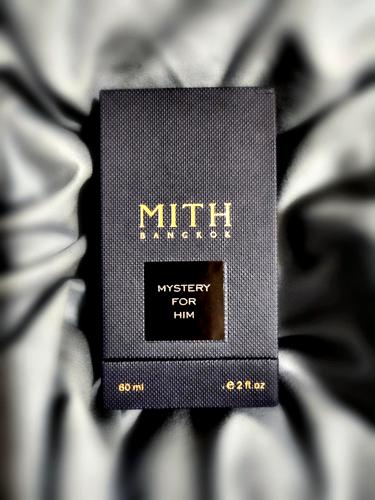 MITH
BANGKOK
MYSTERY
FOR
HIM
60 ml
℮ 2 fl.oz